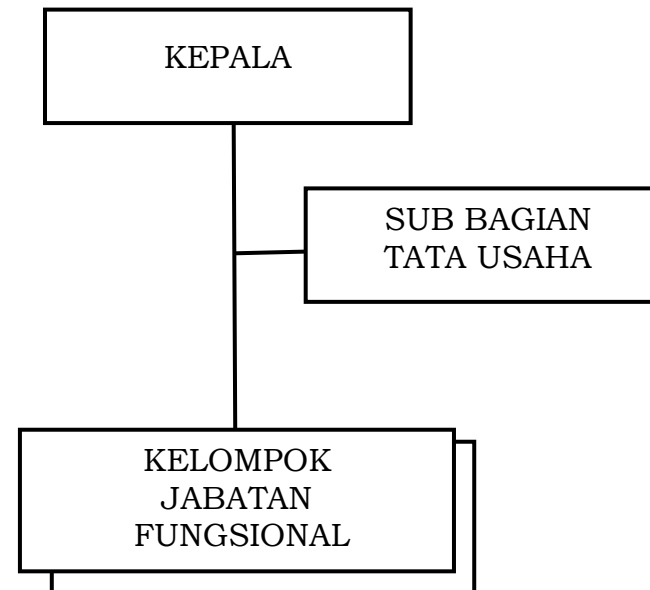 KEPALA
SUB BAGIAN
TATA USAHA
KELOMPOK
JABATAN
FUNGSIONAL